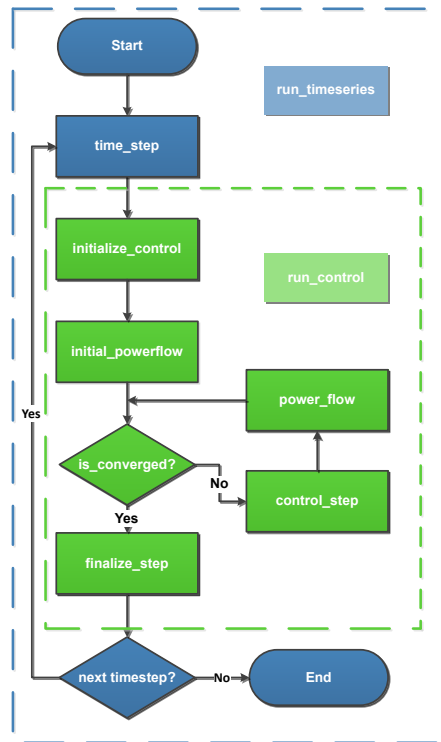 Start
run_timeseries
time_step
initialize_control
run_control
initial_powerflow
power_flow
Yes
is_converged?
No
control_step
Yes
finalize_step
next timestep?
No
End